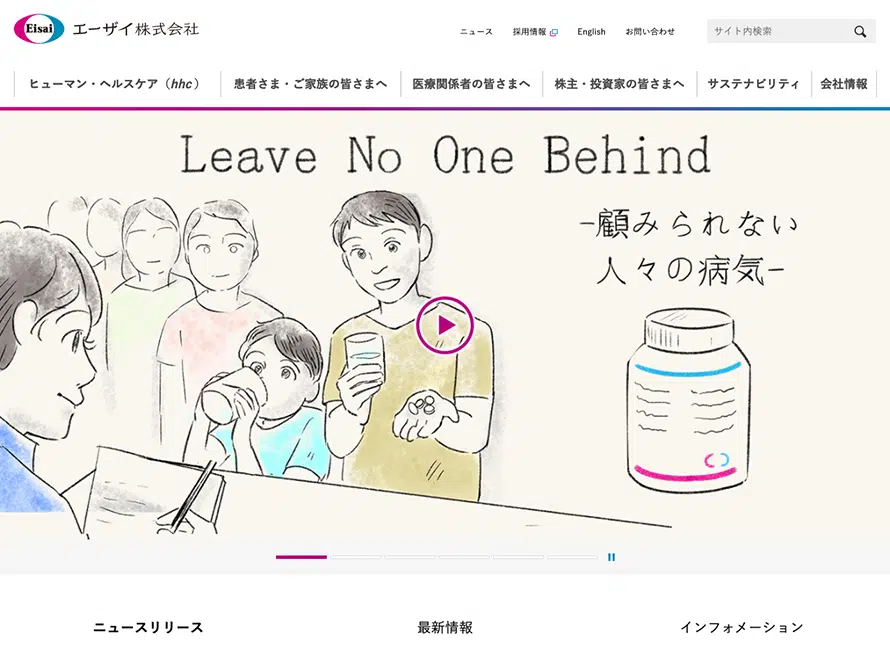 Eisai エーザイ株式会社
ニュース 採用情報 English お問い合わせ サイト内検索
ヒューマン・ヘルスケア（hhc） 患者さま・ご家族の皆さまへ 医療関係者の皆さまへ 株主・投資家の皆さまへ サステナビリティ 会社情報
Leave No One Behind
-顧みられない
人々の病気-
ニュースリリース 最新情報 インフォメーション